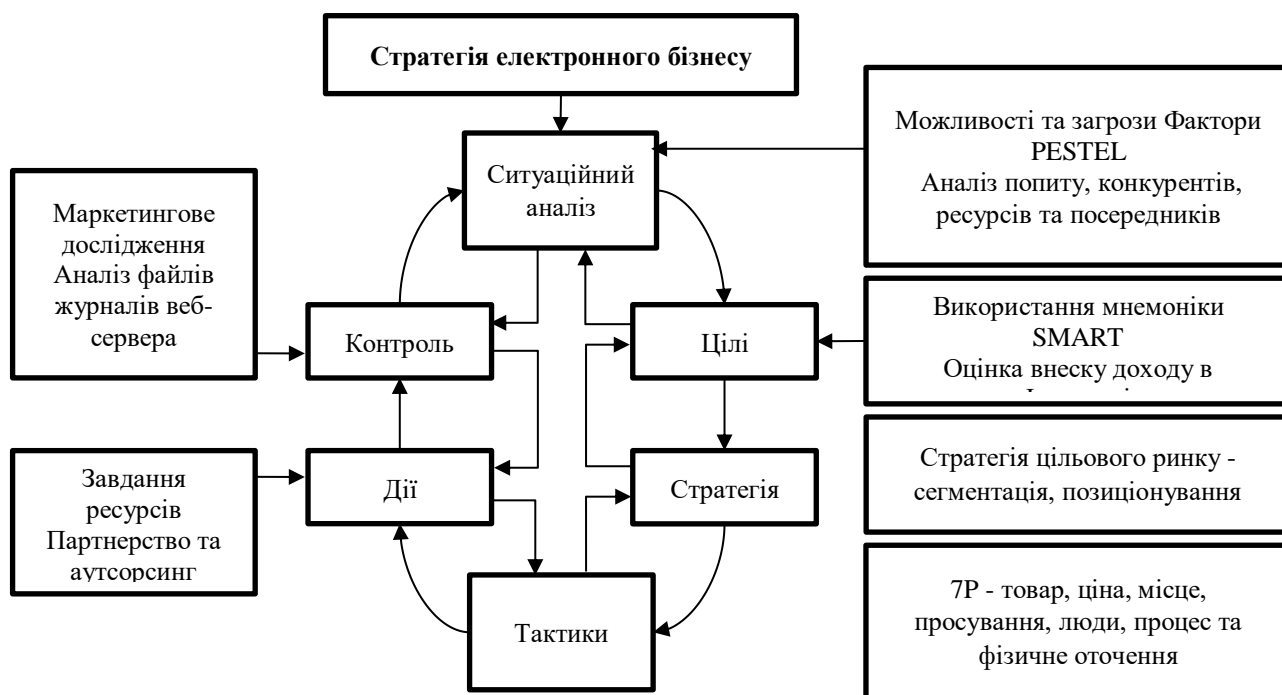 Стратегія електронного бізнесу
Можливості та загрози Фактори
PESTEL
Аналіз попиту, конкурентів,
ресурсів та посередників
Ситуаційний
аналіз
Маркетингове
дослідження
Аналіз файлів
журналів веб-
сервера
Контроль
Цілі
Використання мнемоніки
SMART
Оцінка внеску доходу в
Завдання
ресурсів
Партнерство та
аутсорсинг
Дії
Стратегія
Стратегія цільового ринку -
сегментація, позиціонування
Тактики
7P - товар, ціна, місце,
просування, люди, процес та
фізичне оточення